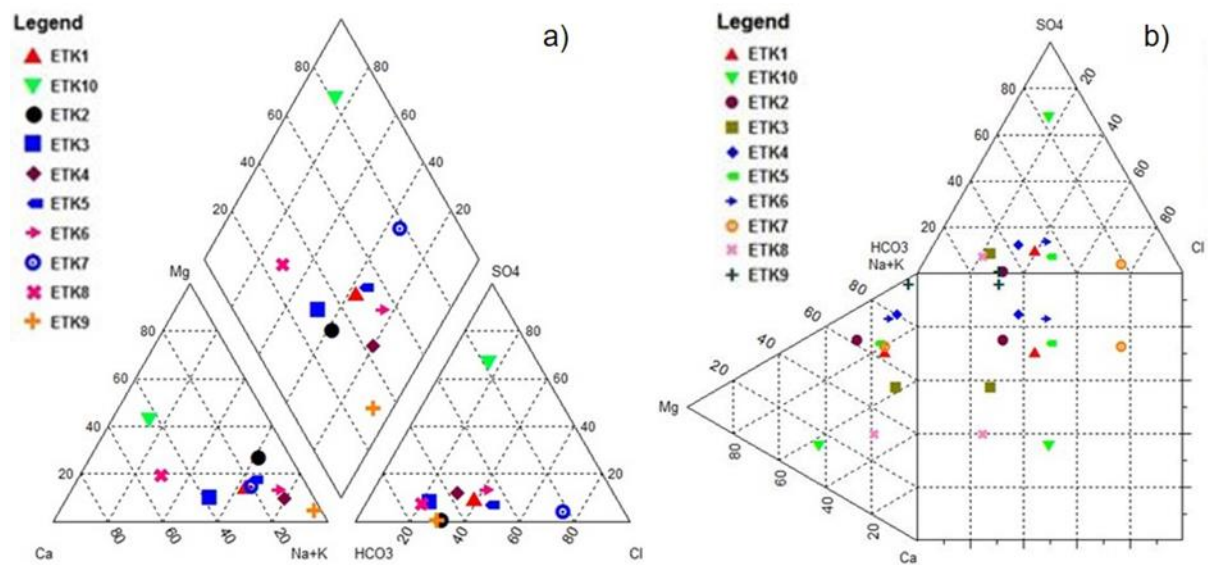 Legend
ETK1
ETK10
ETK2
ETK3
ETK4
ETK5
ETK6
ETK7
ETK8
ETK9
a)
80 80
60 60
40 40
20 20
Mg SO4
80 80
60 60
40 40
20 20
80 60 40 20
20 40 60 80
Ca Na+K HCO3 Cl
Legend
ETK1
ETK10
ETK2
ETK3
ETK4
ETK5
ETK6
ETK7
ETK8
ETK9
b)
SO4
80 20
60 40
40 60
20 80
HCO3 Cl
Na+K
80
60
40
20
Mg
80
60
40
20
Ca